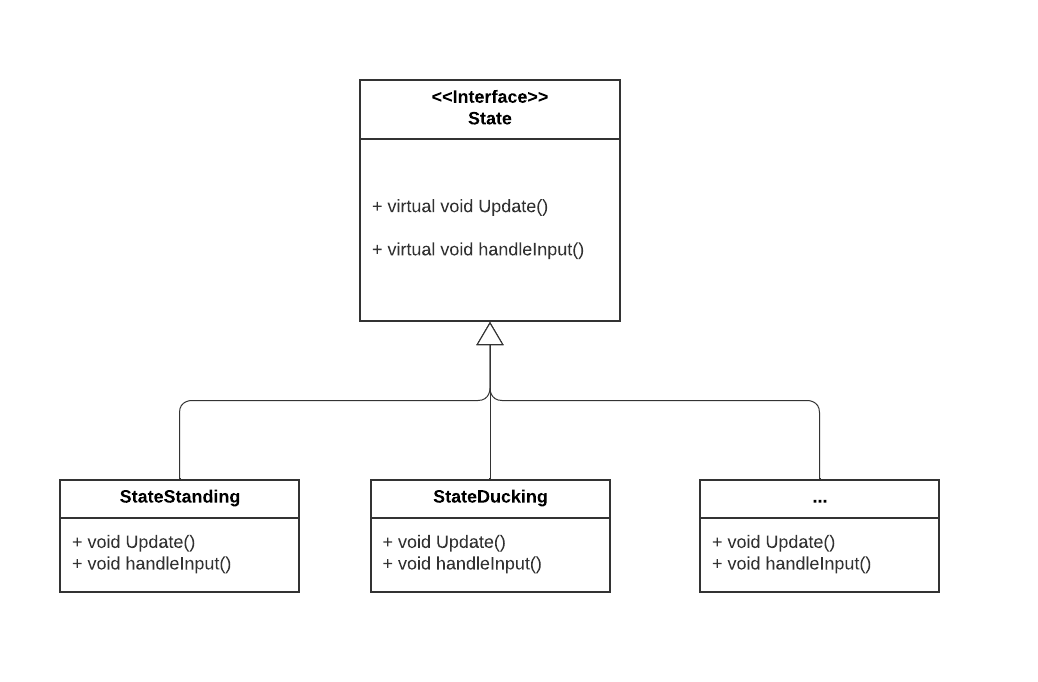 <<Interface>>
State
+ virtual void Update()
+ virtual void handleInput()
StateStanding
+ void Update()
+ void handleInput()
StateDucking
+ void Update()
+ void handleInput()
...
+ void Update()
+ void handleInput()